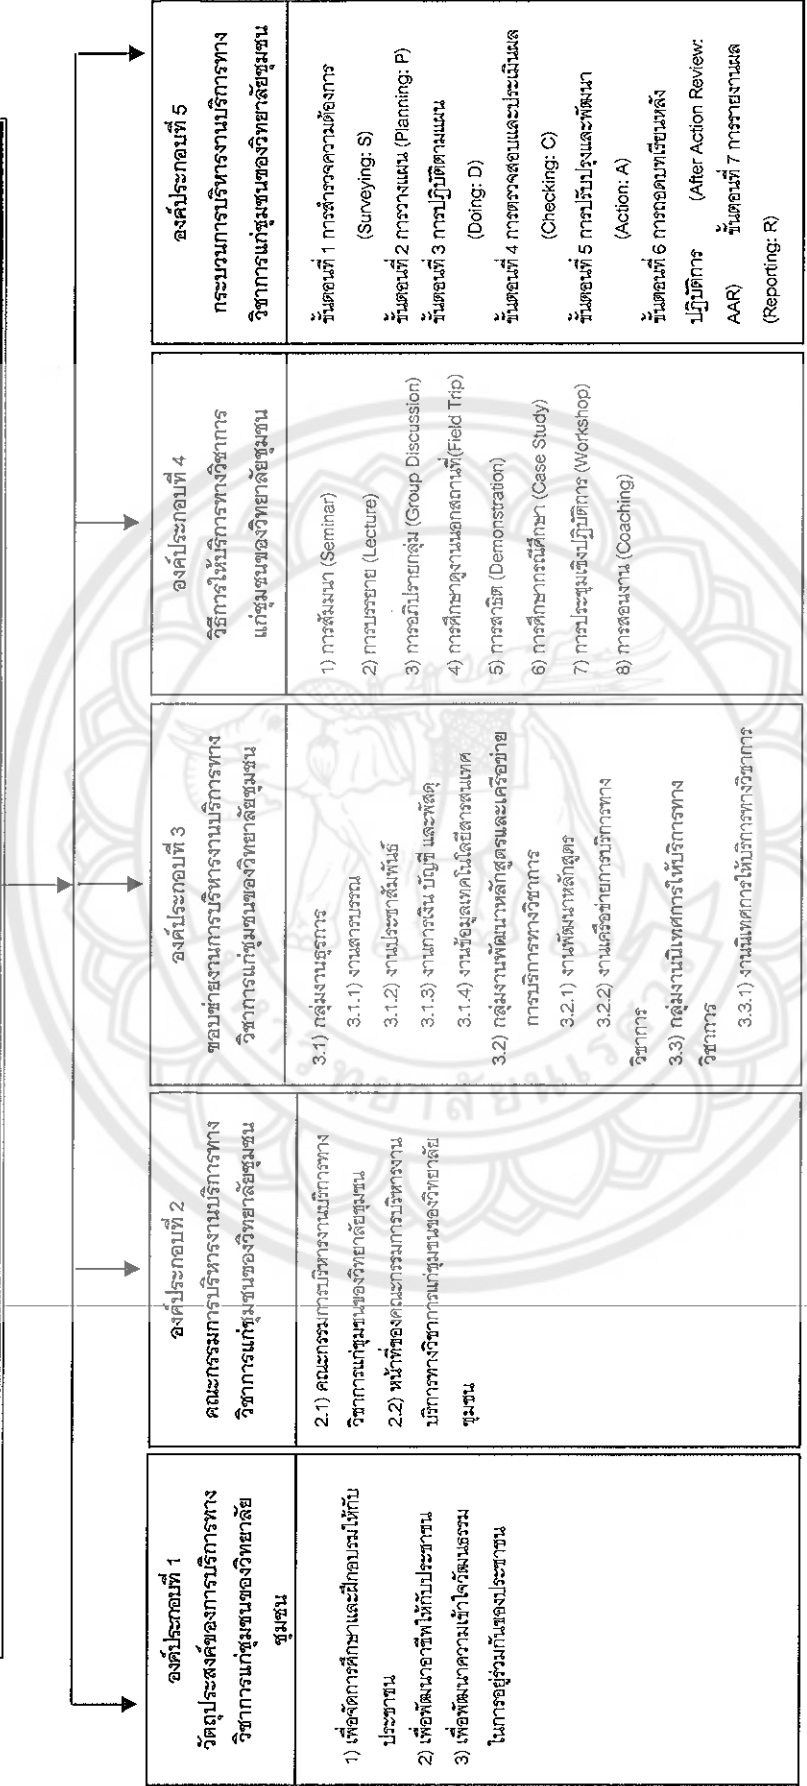 องค์ประกอบที่ 1
วัตถุประสงค์ของการบริการทาง
วิชาการแก่ชุมชนของวิทยาลัย
ชุมชน
1) เพื่อจัดการศึกษาและฝึกอบรมให้กับ
ประชาชน
2) เพื่อพัฒนาอาชีพให้กับประชาชน
3) เพื่อพัฒนาความเข้าใจวัฒนธรรม
ในการอยู่ร่วมกันของประชาชน
องค์ประกอบที่ 2
คณะกรรมการบริหารงานบริการทาง
วิชาการแก่ชุมชนของวิทยาลัยชุมชน
2.1) คณะกรรมการบริหารงานบริการทาง
วิชาการแก่ชุมชนของวิทยาลัยชุมชน
2.2) หน้าที่ของคณะกรรมการบริหารงาน
บริการทางวิชาการแก่ชุมชนของวิทยาลัย
ชุมชน
องค์ประกอบที่ 3
ขอบข่ายงานการบริหารงานบริการทาง
วิชาการแก่ชุมชนของวิทยาลัยชุมชน
3.1) กลุ่มงานธุรการ
3.1.1) งานสารบรรณ
3.1.2) งานประชาสัมพันธ์
3.1.3) งานการเงิน บัญชี และพัสดุ
3.1.4) งานข้อมูลเทคโนโลยีสารสนเทศ
3.2) กลุ่มงานพัฒนาหลักสูตรและเครือข่าย
การบริการทางวิชาการ
3.2.1) งานพัฒนาหลักสูตร
3.2.2) งานเครือข่ายการบริการทาง
วิชาการ
3.3) กลุ่มงานนิเทศการให้บริการทาง
วิชาการ
3.3.1) งานนิเทศการให้บริการทางวิชาการ
องค์ประกอบที่ 4
วิธีการให้บริการทางวิชาการ
แก่ชุมชนของวิทยาลัยชุมชน
1) การสัมมนา (Seminar)
2) การบรรยาย (Lecture)
3) การอภิปรายกลุ่ม (Group Discussion)
4) การศึกษาดูงานนอกสถานที่(Field Trip)
5) การสาธิต (Demonstration)
6) การศึกษากรณีศึกษา (Case Study)
7) การประชุมเชิงปฏิบัติการ (Workshop)
8) การสอนงาน (Coaching)
องค์ประกอบที่ 5
กระบวนการบริหารงานบริการทาง
วิชาการแก่ชุมชนของวิทยาลัยชุมชน
ขั้นตอนที่ 1 การสำรวจความต้องการ
(Surveying: S)
ขั้นตอนที่ 2 การวางแผน (Planning: P)
ขั้นตอนที่ 3 การปฏิบัติตามแผน
(Doing: D)
ขั้นตอนที่ 4 การตรวจสอบและประเมินผล
(Checking: C)
ขั้นตอนที่ 5 การปรับปรุงและพัฒนา
(Action: A)
ขั้นตอนที่ 6 การถอดบทเรียนหลัง
ปฏิบัติการ (After Action Review:
AAR) ขั้นตอนที่ 7 การรายงานผล
(Reporting: R)